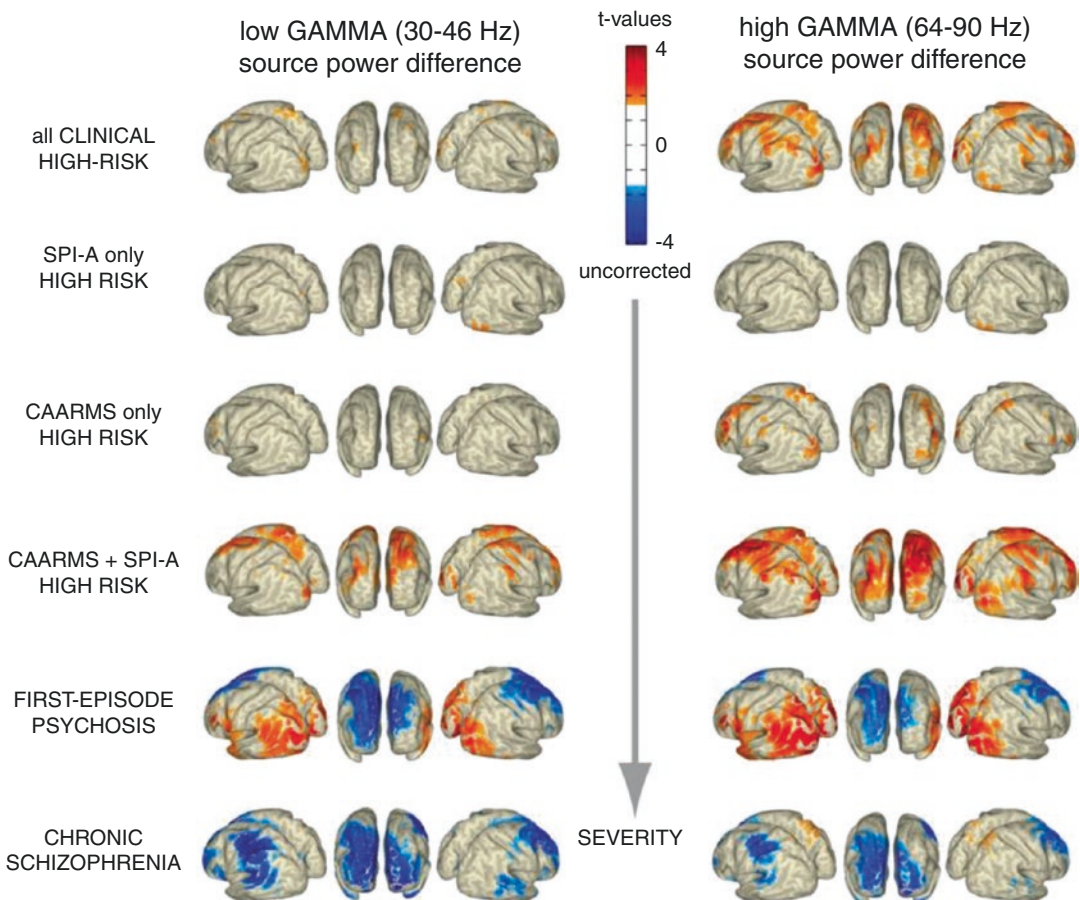 low GAMMA (30-46 Hz)
source power difference
t-values
4
0
-4
uncorrected
high GAMMA (64-90 Hz)
source power difference
all CLINICAL
HIGH-RISK
SPI-A only
HIGH RISK
CAARMS only
HIGH RISK
CAARMS + SPI-A
HIGH RISK
FIRST-EPISODE
PSYCHOSIS
CHRONIC
SCHIZOPHRENIA
SEVERITY